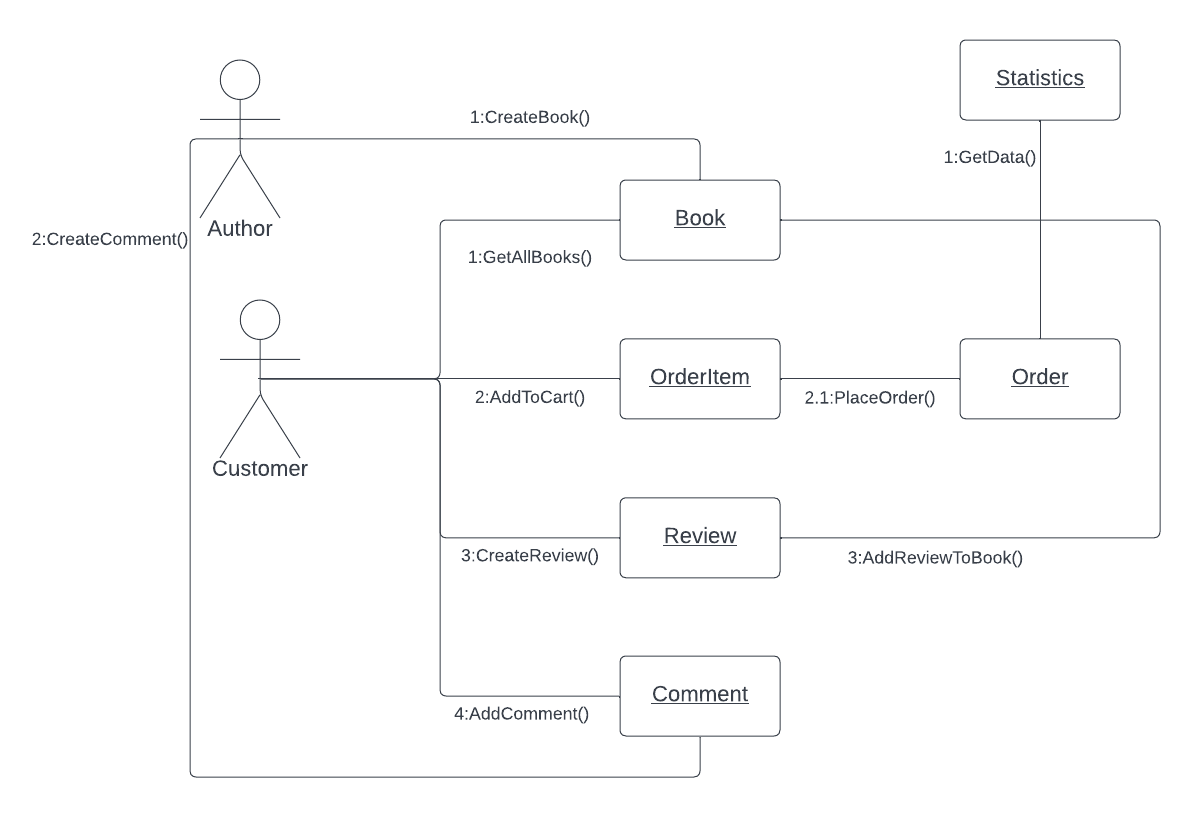 Statistics
1:CreateBook()
1:GetData()
Book
Author
2:CreateComment()
1:GetAllBooks()
OrderItem
Order
2:AddToCart()
2.1:PlaceOrder()
Customer
Review
3:CreateReview()
3:AddReviewToBook()
Comment
4:AddComment()